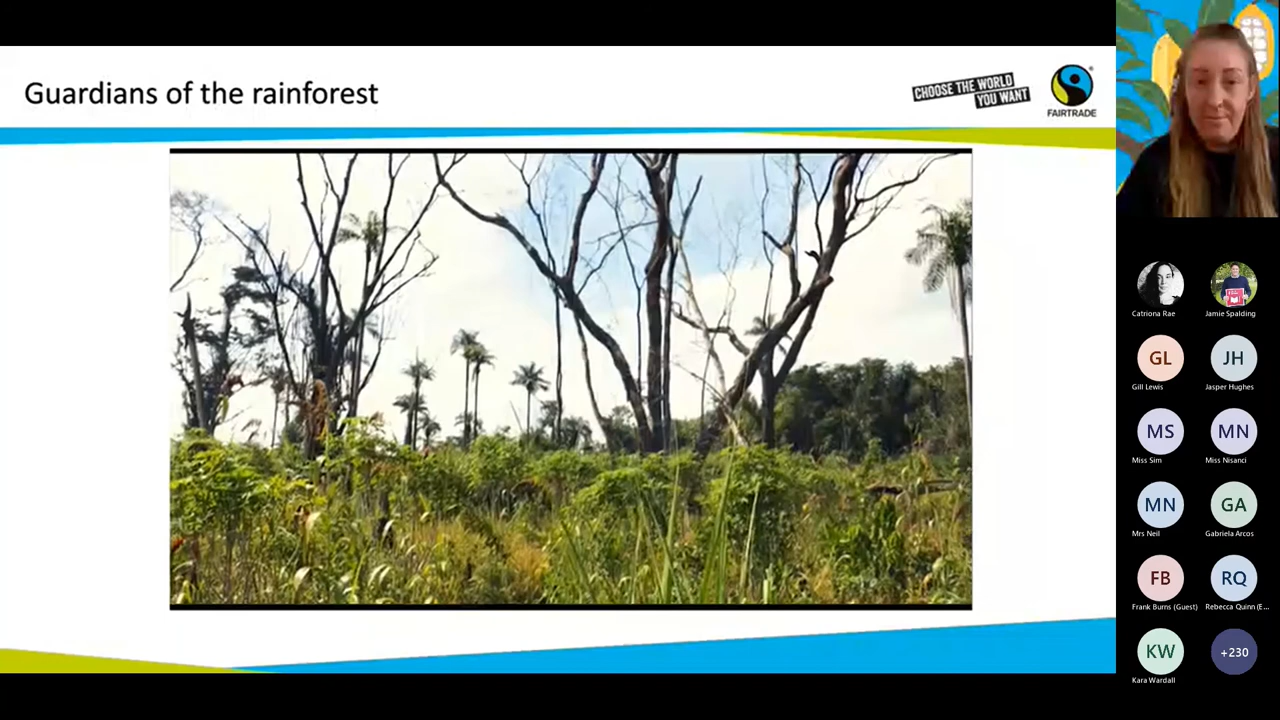 Guardians of the rainforest
CHOOSE THE WORLD
YOU WANT
FAIRTRADE
Catriona Rae
Jamie Spalding
GL
JH
Gill Lewis
Jasper Hughes
MS
MN
Miss Sim
Miss Nisanci
MN
GA
Mrs Neil
Gabriela Arcos
FB
RQ
Frank Burns (Guest)
Rebecca Quinn (E...
KW
+230
Kara Wardall